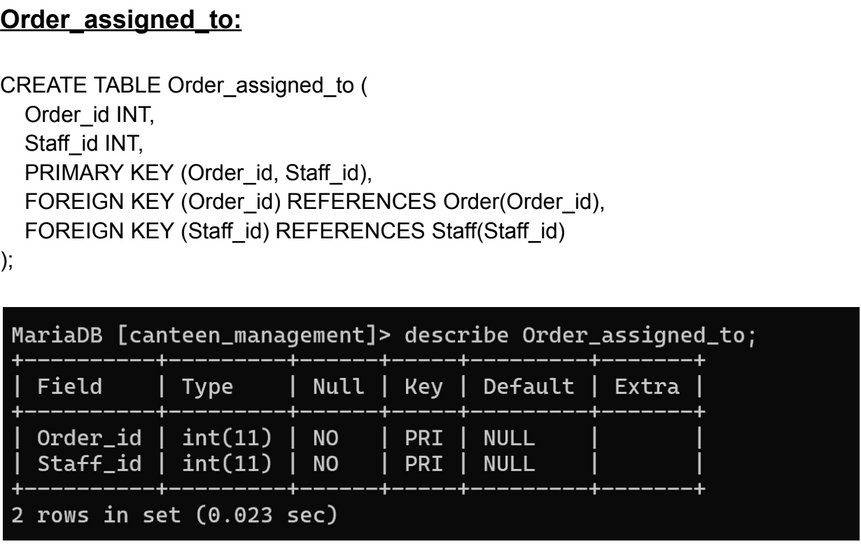 Order_assigned_to:
CREATE TABLE Order_assigned_to (
Order_id INT,
Staff_id INT,
PRIMARY KEY (Order_id, Staff_id),
FOREIGN KEY (Order_id) REFERENCES Order(Order_id),
FOREIGN KEY (Staff_id) REFERENCES Staff(Staff_id)
);
MariaDB [canteen_management]> describe Order_assigned_to;
+----------+---------+------+-----+---------+-------+
| Field    | Type    | Null | Key | Default | Extra |
+----------+---------+------+-----+---------+-------+
| Order_id | int(11) | NO   | PRI | NULL    |       |
| Staff_id | int(11) | NO   | PRI | NULL    |       |
+----------+---------+------+-----+---------+-------+
2 rows in set (0.023 sec)